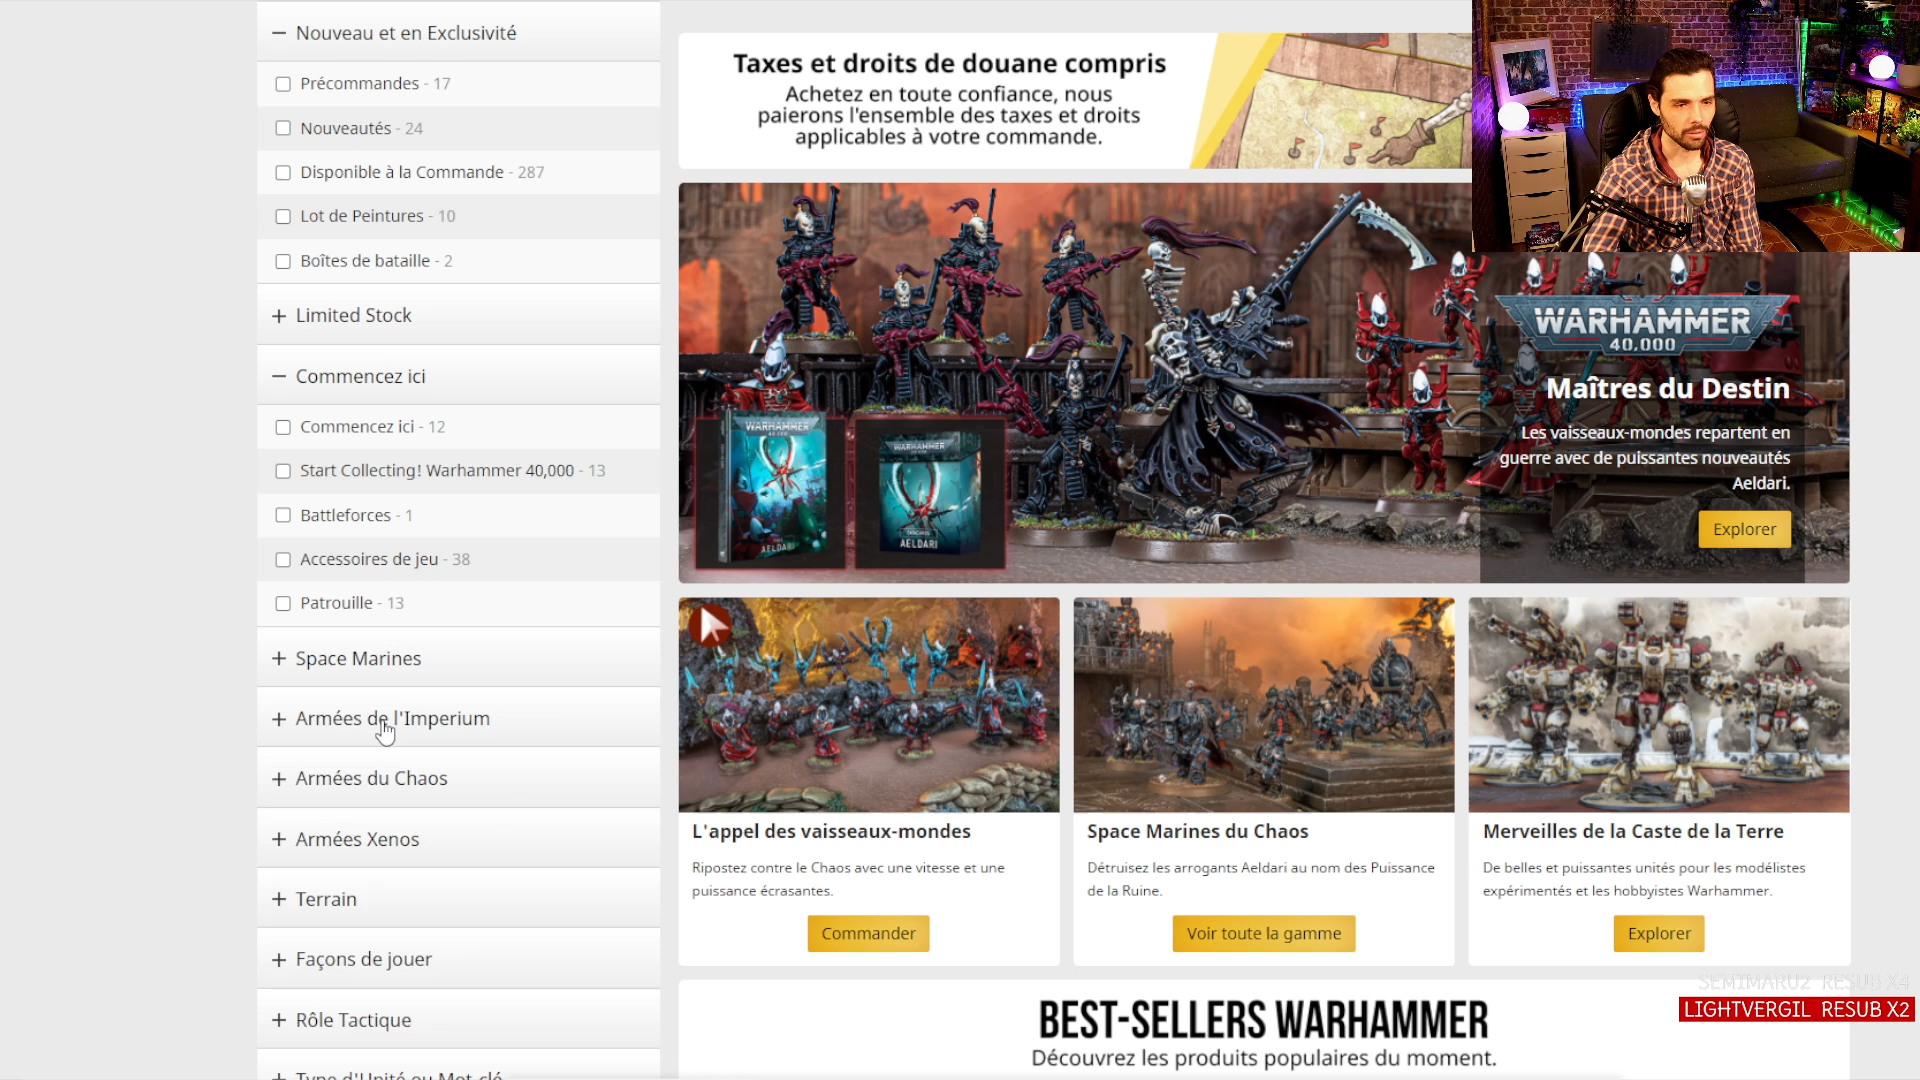 Nouveau et en Exclusivité
Précommandes - 17
Nouveautés - 24
Disponible à la Commande - 287
Lot de Peintures - 10
Boîtes de bataille - 2
Limited Stock
Commencez ici
Commencez ici - 12
Start Collecting! Warhammer 40,000 - 13
Battleforces - 1
Accessoires de jeu - 38
Patrouille - 13
Space Marines
Armées de l'Imperium
Armées du Chaos
Armées Xenos
Terrain
Façons de jouer
Rôle Tactique
Type d'Unité ou Mot-clé
Taxes et droits de douane compris
Achetez en toute confiance, nous
paierons l'ensemble des taxes et droits
applicables à votre commande.
WARHAMMER
40,000
Maîtres du Destin
Les vaisseaux-mondes repartent en
guerre avec de puissantes nouveautés
Aeldari.
Explorer
WARHAMMER
AELDARI
WARHAMMER
AELDARI
L'appel des vaisseaux-mondes
Ripostez contre le Chaos avec une vitesse et une
puissance écrasantes.
Commander
Space Marines du Chaos
Détruisez les arrogants Aeldari au nom des Puissance
de la Ruine.
Voir toute la gamme
Merveilles de la Caste de la Terre
De belles et puissantes unités pour les modélistes
expérimentés et les hobbyistes Warhammer.
Explorer
BEST-SELLERS WARHAMMER
Découvrez les produits populaires du moment.
SEMIMARU2 RESUB X4
LIGHTVERGIL RESUB X2